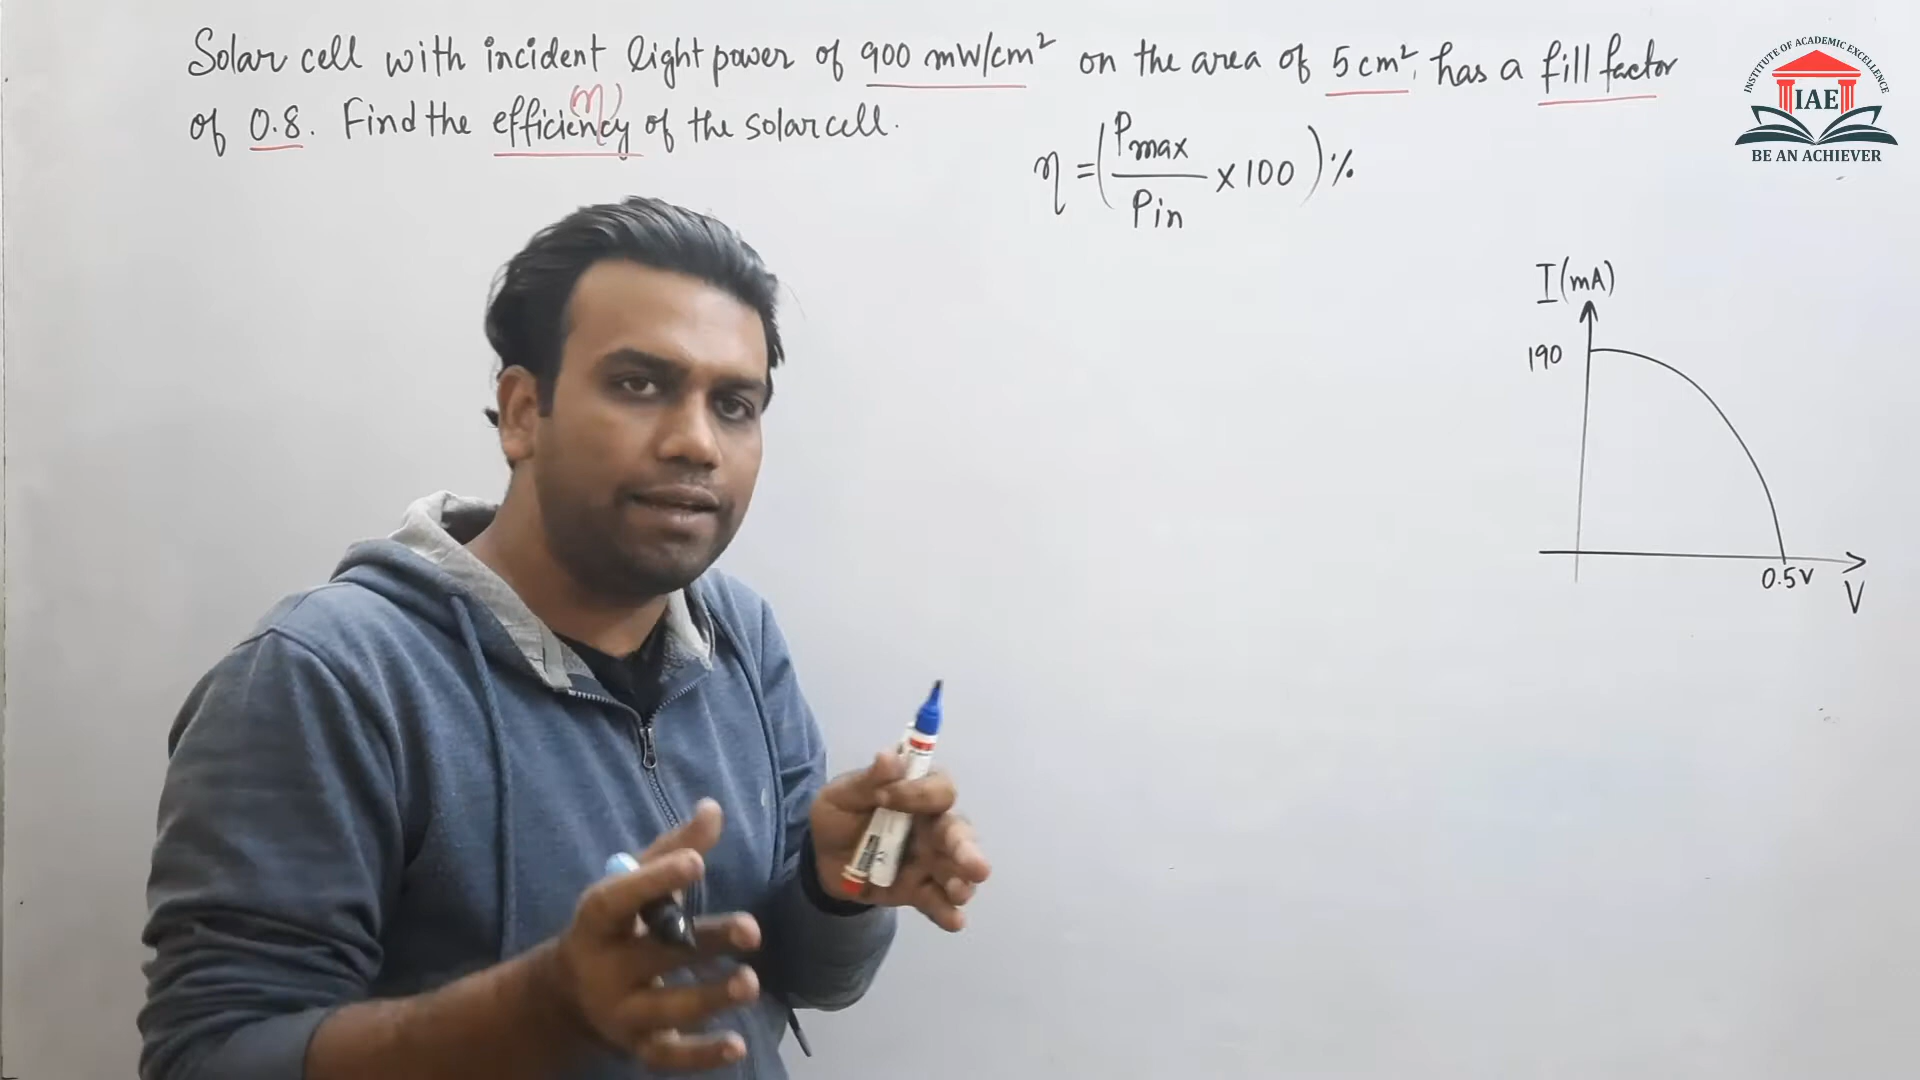 Solar cell with incident light power of 900 mW/cm² on the area of 5 cm², has a fill factor
of 0.8. Find the efficiency of the solar cell.
(η)
η = (Pmax / Pin × 100) %
I (mA)
190
0.5V
V
INSTITUTE OF ACADEMIC EXCELLENCE
IAE
BE AN ACHIEVER